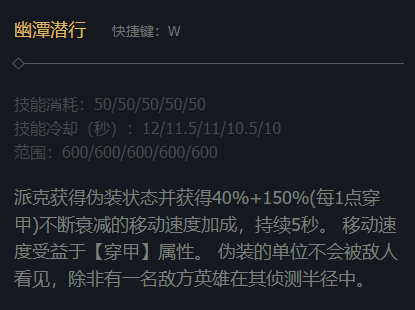 幽潭潜行 快捷键：W
技能消耗：50/50/50/50/50
技能冷却（秒）：12/11.5/11/10.5/10
范围：600/600/600/600/600
派克获得伪装状态并获得40%+150%(每1点穿
甲)不断衰减的移动速度加成，持续5秒。 移动速
度受益于【穿甲】属性。 伪装的单位不会被敌人
看见，除非有一名敌方英雄在其侦测半径中。